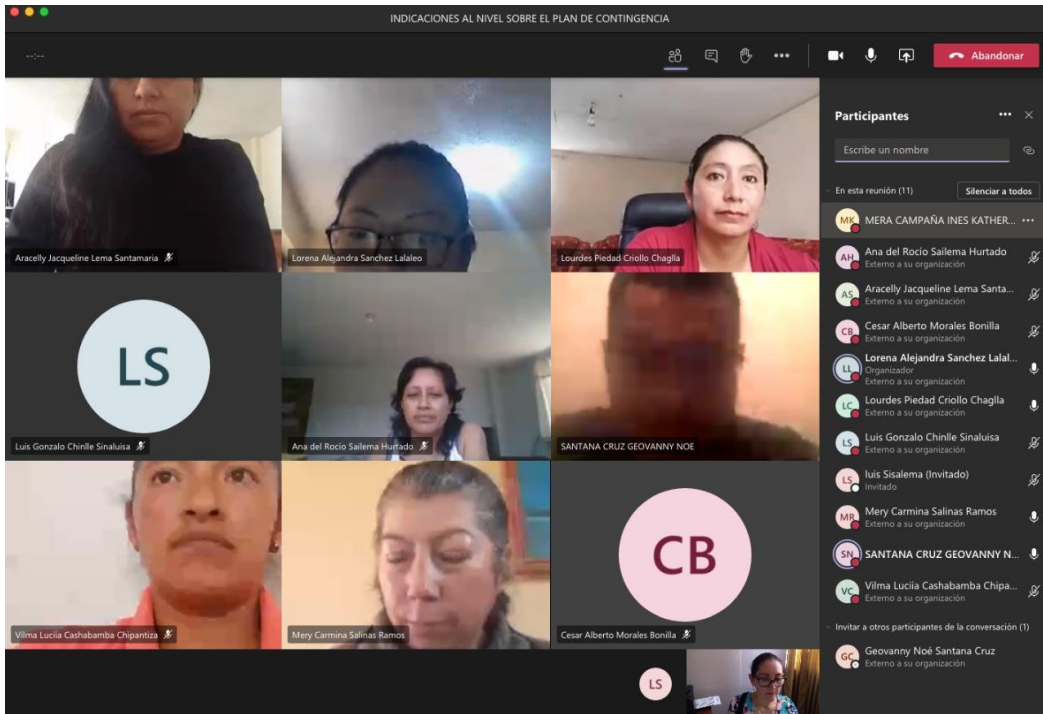 INDICACIONES AL NIVEL SOBRE EL PLAN DE CONTINGENCIA
--:--
Abandonar
Aracelly Jacqueline Lema Santamaria
Lorena Alejandra Sanchez Lalaleo
Lourdes Piedad Criollo Chaglla
LS
Luis Gonzalo Chinlle Sinaluisa
Ana del Rocío Sailema Hurtado
SANTANA CRUZ GEOVANNY NOE
Vilma Luciía Cashabamba Chipantiza
Mery Carmina Salinas Ramos
CB
Cesar Alberto Morales Bonilla
LS
Participantes
Escribe un nombre
En esta reunión (11)
Silenciar a todos
MK MERA CAMPAÑA INES KATHER...
AH Ana del Rocío Sailema Hurtado
Externo a su organización
AS Aracelly Jacqueline Lema Santa...
Externo a su organización
CB Cesar Alberto Morales Bonilla
Externo a su organización
LL Lorena Alejandra Sanchez Lalal...
Organizador
Externo a su organización
LC Lourdes Piedad Criollo Chaglla
Externo a su organización
LS Luis Gonzalo Chinlle Sinaluisa
Externo a su organización
LS luis Sisalema (Invitado)
Invitado
MR Mery Carmina Salinas Ramos
Externo a su organización
SN SANTANA CRUZ GEOVANNY N...
VC Vilma Luciía Cashabamba Chipa...
Externo a su organización
Invitar a otros participantes de la conversación (1)
GC Geovanny Noé Santana Cruz
Externo a su organización